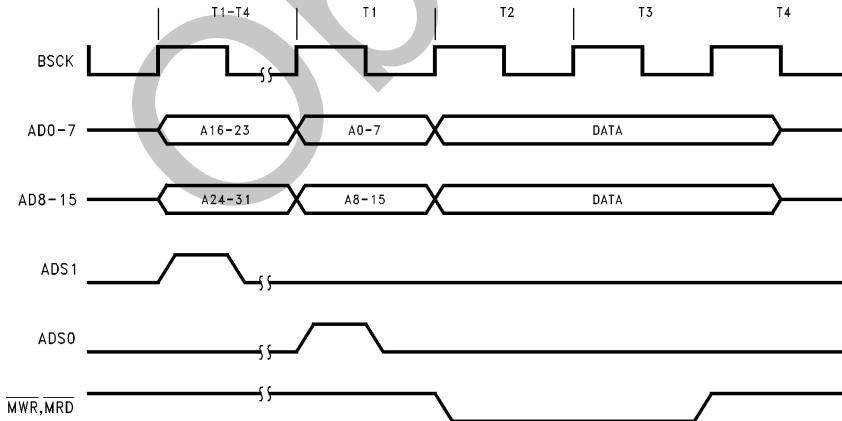 T1-T4 T1 T2 T3 T4
BSCK
AD0-7 A16-23 A0-7 DATA
AD8-15 A24-31 A8-15 DATA
ADS1
ADS0
MWR,MRD